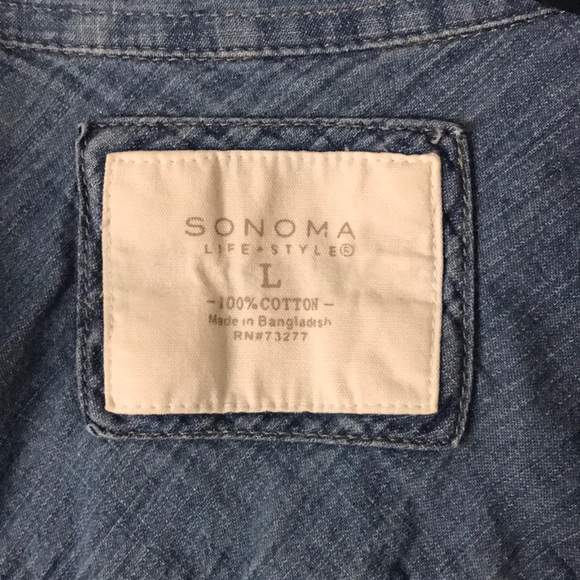 SONOMA
LIFE + STYLE®
L
- 100% COTTON -
Made in Bangladesh
RN#73277